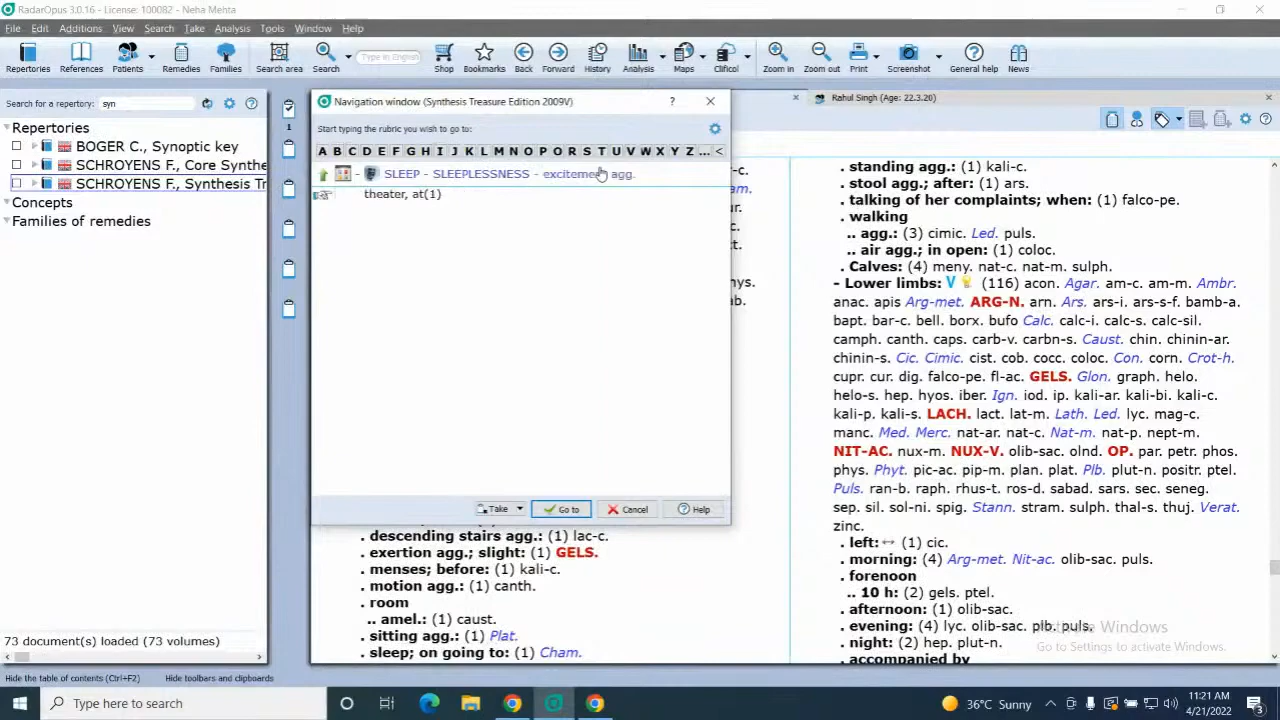 RadarOpus 3.0.16 - License: 100082 - Neha Mehta
File Edit Additions View Search Take Analysis Tools Window Help
Repertories References Patients Remedies Families Search area Search Type in English Shop Bookmarks Back Forward History Analysis Maps Clificol Zoom in Zoom out Print Screenshot General help News
Search for a repertory: syn
Repertories
BOGER C., Synoptic key
SCHROYENS F., Core Synthe
SCHROYENS F., Synthesis Tr
Concepts
Families of remedies
73 document(s) loaded (73 volumes)
1
Navigation window (Synthesis Treasure Edition 2009V)
Start typing the rubric you wish to go to:
A B C D E F G H I J K L M N O P Q R S T U V W X Y Z ... <
- SLEEP - SLEEPLESSNESS - excitement agg.
theater, at(1)
Take Go to Cancel Help
am.
ur.
c.
t.
nys.
ab.
. descending stairs agg.: (1) lac-c.
. exertion agg.; slight: (1) GELS.
. menses; before: (1) kali-c.
. motion agg.: (1) canth.
. room
.. amel.: (1) caust.
. sitting agg.: (1) Plat.
. sleep; on going to: (1) Cham.
Rahul Singh (Age: 22.3.20)
. standing agg.: (1) kali-c.
. stool agg.; after: (1) ars.
. talking of her complaints; when: (1) falco-pe.
. walking
.. agg.: (3) cimic. Led. puls.
.. air agg.; in open: (1) coloc.
. Calves: (4) meny. nat-c. nat-m. sulph.
- Lower limbs: V (116) acon. Agar. am-c. am-m. Ambr.
anac. apis Arg-met. ARG-N. arn. Ars. ars-i. ars-s-f. bamb-a.
bapt. bar-c. bell. borx. bufo Calc. calc-i. calc-s. calc-sil.
camph. canth. caps. carb-v. carbn-s. Caust. chin. chinin-ar.
chinin-s. Cic. Cimic. cist. cob. cocc. coloc. Con. corn. Crot-h.
cupr. cur. dig. falco-pe. fl-ac. GELS. Glon. graph. helo.
helo-s. hep. hyos. iber. Ign. iod. ip. kali-ar. kali-bi. kali-c.
kali-p. kali-s. LACH. lact. lat-m. Lath. Led. lyc. mag-c.
manc. Med. Merc. nat-ar. nat-c. Nat-m. nat-p. nept-m.
NIT-AC. nux-m. NUX-V. olib-sac. olnd. OP. par. petr. phos.
phys. Phyt. pic-ac. pip-m. plan. plat. Plb. plut-n. positr. ptel.
Puls. ran-b. raph. rhus-t. ros-d. sabad. sars. sec. seneg.
sep. sil. sol-ni. spig. Stann. stram. sulph. thal-s. thuj. Verat.
zinc.
. left: ↔ (1) cic.
. morning: (4) Arg-met. Nit-ac. olib-sac. puls.
. forenoon
.. 10 h: (2) gels. ptel.
. afternoon: (1) olib-sac.
. evening: (4) lyc. olib-sac. plb. puls.
. night: (2) hep. plut-n.
. accompanied by
Activate Windows
Go to Settings to activate Windows.
Hide the table of contents (Ctrl+F2) Hide toolbars and clipboards
Type here to search
36°C Sunny
11:21 AM
4/21/2022
3